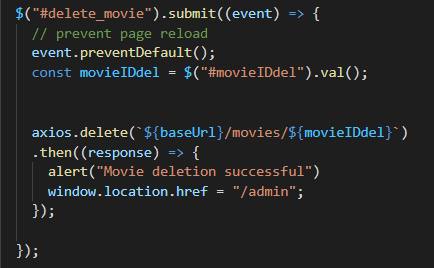 $("#delete_movie").submit((event) => {
// prevent page reload
event.preventDefault();
const movieIDdel = $("#movieIDdel").val();
axios.delete(`${baseUrl}/movies/${movieIDdel}`)
.then((response) => {
alert("Movie deletion successful")
window.location.href = "/admin";
});
});